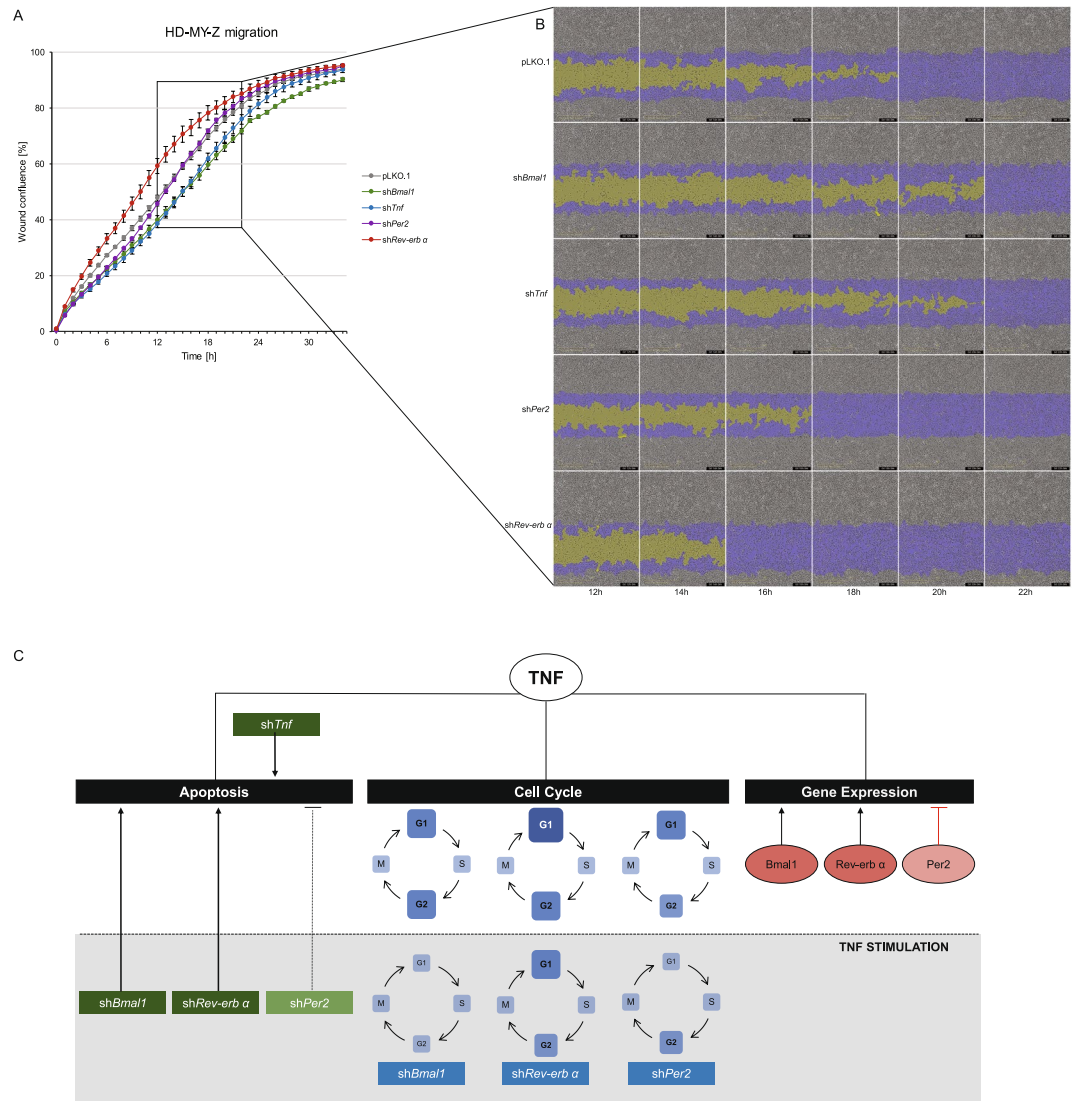 A
HD-MY-Z migration
Wound confluence [%]
100
80
60
40
20
0
0
6
12
18
24
30
Time [h]
pLKO.1
shBmal1
shTnf
shPer2
shRev-erb α
B
pLKO.1
shBmal1
shTnf
shPer2
shRev-erb α
12h
14h
16h
18h
20h
22h
C
TNF
shTnf
Apoptosis
Cell Cycle
Gene Expression
G1
M
S
G2
G1
M
S
G2
G1
M
S
G2
Bmal1
Rev-erb α
Per2
TNF STIMULATION
shBmal1
shRev-erb α
shPer2
G1
M
S
G2
G1
M
S
G2
G1
M
S
G2
shBmal1
shRev-erb α
shPer2